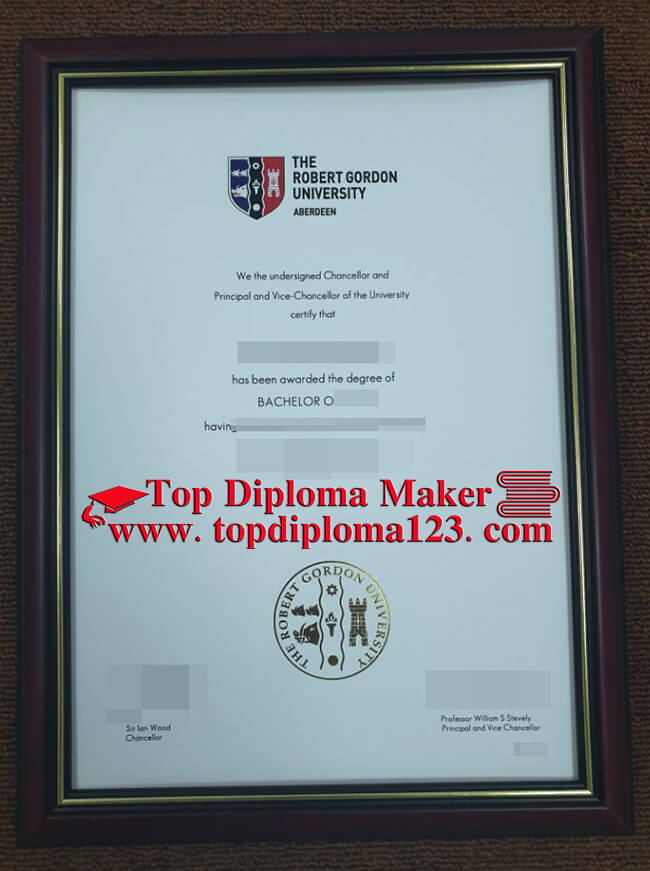 THE
ROBERT GORDON
UNIVERSITY
ABERDEEN
We the undersigned Chancellor and
Principal and Vice-Chancellor of the University
certify that
has been awarded the degree of
BACHELOR O
having
Top Diploma Maker
www. topdiploma123. com
THE ROBERT GORDON UNIVERSITY
Sir Ian Wood
Chancellor
Professor William S Stevely
Principal and Vice Chancellor